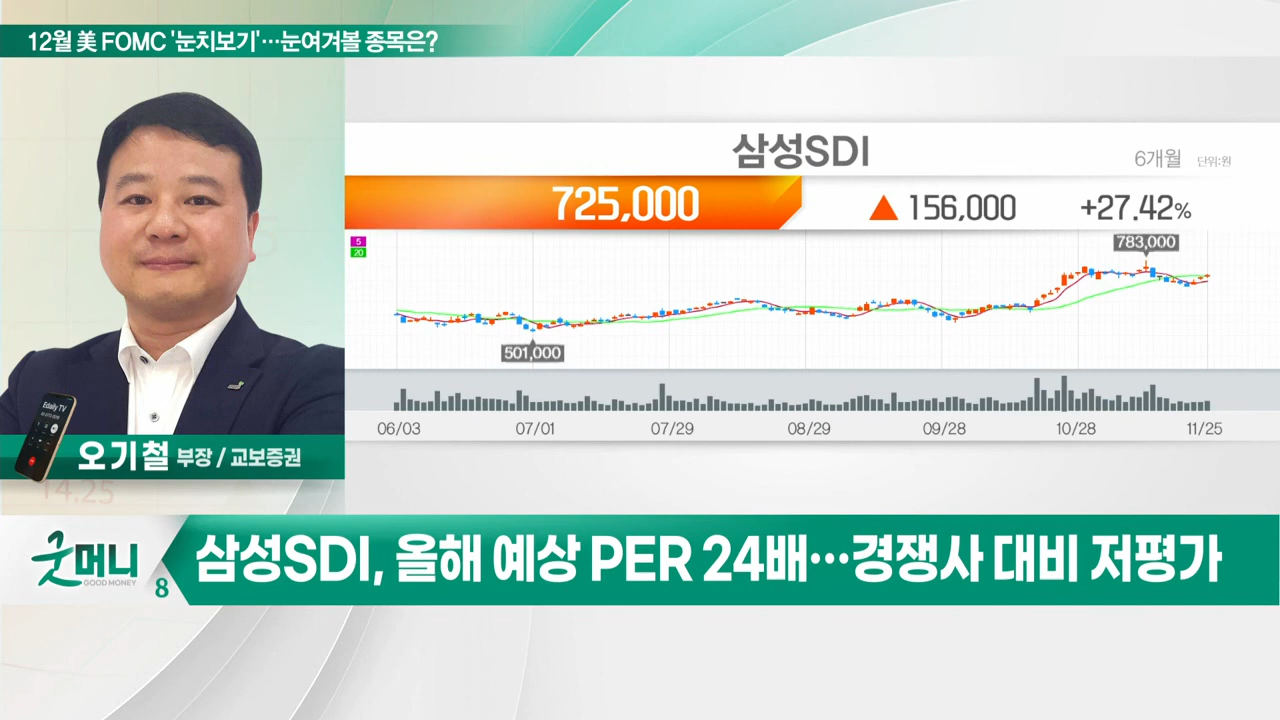 12월 美 FOMC '눈치보기'…눈여겨볼 종목은?
삼성SDI
6개월 단위:원
725,000 ▲ 156,000 +27.42%
5
20
783,000
501,000
06/03 07/01 07/29 08/29 09/28 10/28 11/25
Edaily TV
오기철 부장 / 교보증권
14.25
굿머니
GOOD MONEY
8
삼성SDI, 올해 예상 PER 24배…경쟁사 대비 저평가